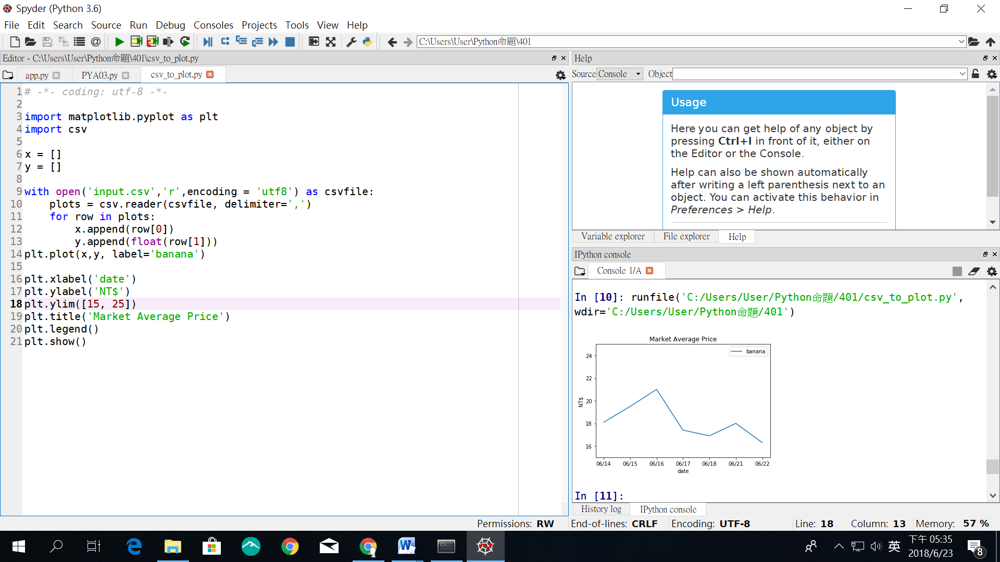 Spyder (Python 3.6)
File Edit Search Source Run Debug Consoles Projects Tools View Help
C:\Users\User\Python命題\401
Editor - C:\Users\User\Python命題\401\csv_to_plot.py
app.py PYA03.py csv_to_plot.py
1 # -*- coding: utf-8 -*-
2
3 import matplotlib.pyplot as plt
4 import csv
5
6 x = []
7 y = []
8
9 with open('input.csv','r',encoding = 'utf8') as csvfile:
10     plots = csv.reader(csvfile, delimiter=',')
11     for row in plots:
12         x.append(row[0])
13         y.append(float(row[1]))
14 plt.plot(x,y, label='banana')
15
16 plt.xlabel('date')
17 plt.ylabel('NT$')
18 plt.ylim([15, 25])
19 plt.title('Market Average Price')
20 plt.legend()
21 plt.show()
Help
Source Console Object
Usage
Here you can get help of any object by
pressing Ctrl+I in front of it, either on
the Editor or the Console.
Help can also be shown automatically
after writing a left parenthesis next to an
object. You can activate this behavior in
Preferences > Help.
Variable explorer File explorer Help
IPython console
Console 1/A
In [10]: runfile('C:/Users/User/Python命題/401/csv_to_plot.py',
wdir='C:/Users/User/Python命題/401')
Market Average Price
banana
24
22
20
18
16
NT$
06/14 06/15 06/16 06/17 06/18 06/21 06/22
date
In [11]:
History log IPython console
Permissions: RW End-of-lines: CRLF Encoding: UTF-8 Line: 18 Column: 13 Memory: 57 %
英
下午 05:35
2018/6/23
8